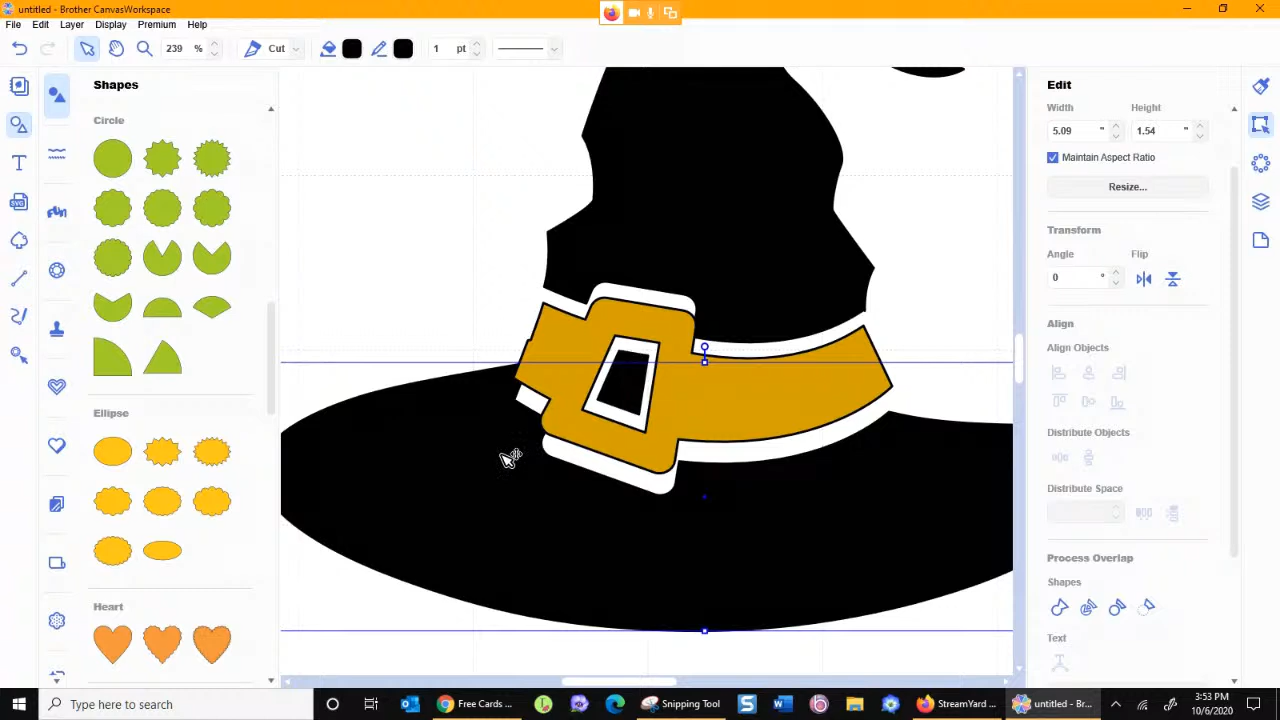 untitled - Brother CanvasWorkspace
File Edit Layer Display Premium Help
239 % Cut 1 pt
Shapes
Circle
Ellipse
Heart
Edit
Width Height
5.09 " 1.54 "
Maintain Aspect Ratio
Resize...
Transform
Angle Flip
0 °
Align
Align Objects
Distribute Objects
Distribute Space
Process Overlap
Shapes
Text
Type here to search
Free Cards ...
Snipping Tool
StreamYard ...
untitled - Bro...
3:53 PM
10/6/2020